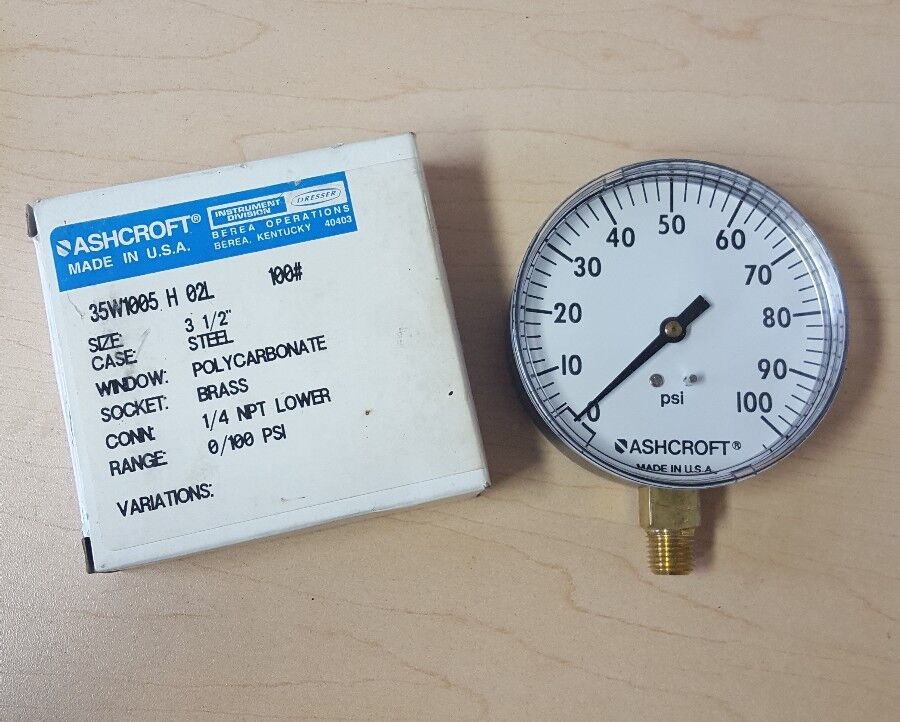 ASHCROFT®
MADE IN U.S.A.
INSTRUMENT
DIVISION
DRESSER
BEREA OPERATIONS
BEREA, KENTUCKY 40403
35W1005 H 02L 100#
SIZE: 3 1/2"
CASE: STEEL
WINDOW: POLYCARBONATE
SOCKET: BRASS
CONN: 1/4 NPT LOWER
RANGE: 0/100 PSI
VARIATIONS:
0
10
20
30
40
50
60
70
80
90
100
psi
ASHCROFT®
MADE IN U.S.A.